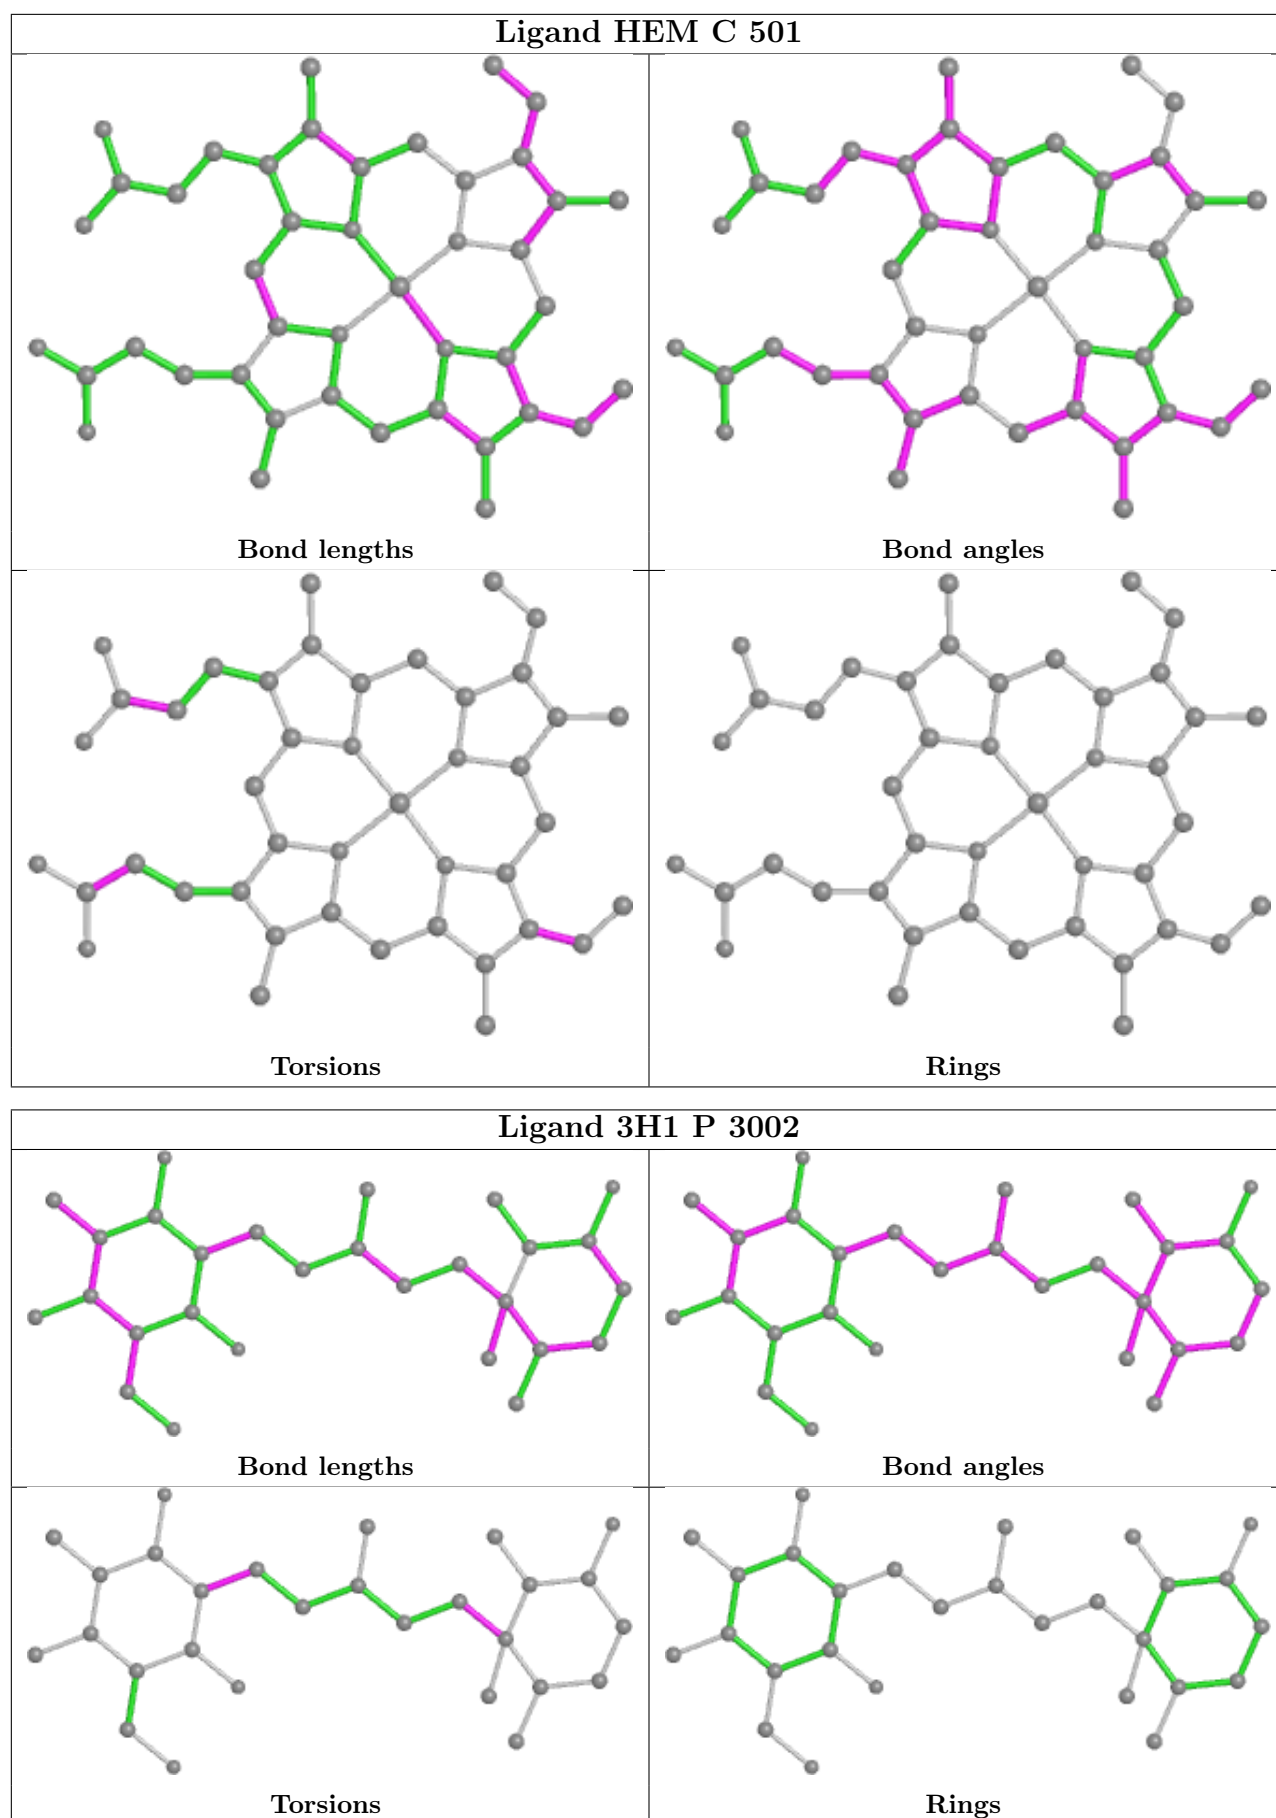 Ligand HEM C 501
Bond lengths
Bond angles
Torsions
Rings
Ligand 3H1 P 3002
Bond lengths
Bond angles
Torsions
Rings